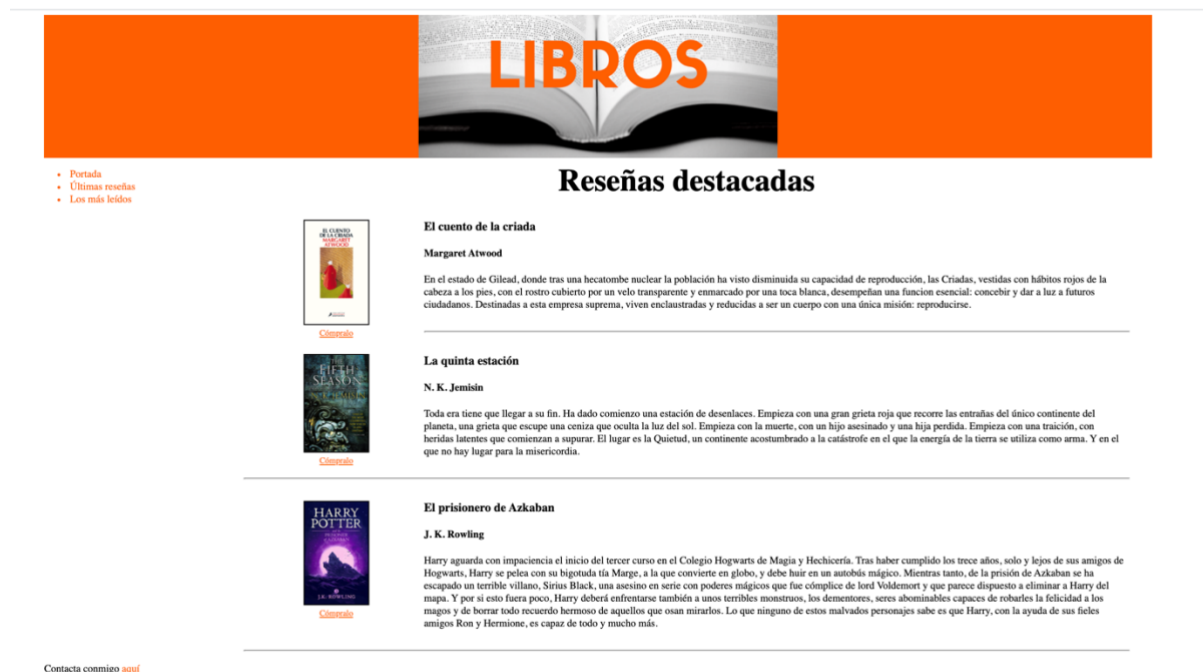 LIBROS
Portada
Últimas reseñas
Los más leídos
Reseñas destacadas
EL CUENTO
DE LA CRIADA
MARGARET
ATWOOD
Cómpralo
El cuento de la criada
Margaret Atwood
En el estado de Gilead, donde tras una hecatombe nuclear la población ha visto disminuida su capacidad de reproducción, las Criadas, vestidas con hábitos rojos de la
cabeza a los pies, con el rostro cubierto por un velo transparente y enmarcado por una toca blanca, desempeñan una funcion esencial: concebir y dar a luz a futuros
ciudadanos. Destinadas a esta empresa suprema, viven enclaustradas y reducidas a ser un cuerpo con una única misión: reproducirse.
THE
FIFTH
SEASON
Cómpralo
La quinta estación
N. K. Jemisin
Toda era tiene que llegar a su fin. Ha dado comienzo una estación de desenlaces. Empieza con una gran grieta roja que recorre las entrañas del único continente del
planeta, una grieta que escupe una ceniza que oculta la luz del sol. Empieza con la muerte, con un hijo asesinado y una hija perdida. Empieza con una traición, con
heridas latentes que comienzan a supurar. El lugar es la Quietud, un continente acostumbrado a la catástrofe en el que la energía de la tierra se utiliza como arma. Y en el
que no hay lugar para la misericordia.
HARRY
POTTER
J.K. ROWLING
Cómpralo
El prisionero de Azkaban
J. K. Rowling
Harry aguarda con impaciencia el inicio del tercer curso en el Colegio Hogwarts de Magia y Hechicería. Tras haber cumplido los trece años, solo y lejos de sus amigos de
Hogwarts, Harry se pelea con su bigotuda tía Marge, a la que convierte en globo, y debe huir en un autobús mágico. Mientras tanto, de la prisión de Azkaban se ha
escapado un terrible villano, Sirius Black, una asesino en serie con poderes mágicos que fue cómplice de lord Voldemort y que parece dispuesto a eliminar a Harry del
mapa. Y por si esto fuera poco, Harry deberá enfrentarse también a unos terribles monstruos, los dementores, seres abominables capaces de robarles la felicidad a los
magos y de borrar todo recuerdo hermoso de aquellos que osan mirarlos. Lo que ninguno de estos malvados personajes sabe es que Harry, con la ayuda de sus fieles
amigos Ron y Hermione, es capaz de todo y mucho más.
Contacta conmigo aquí